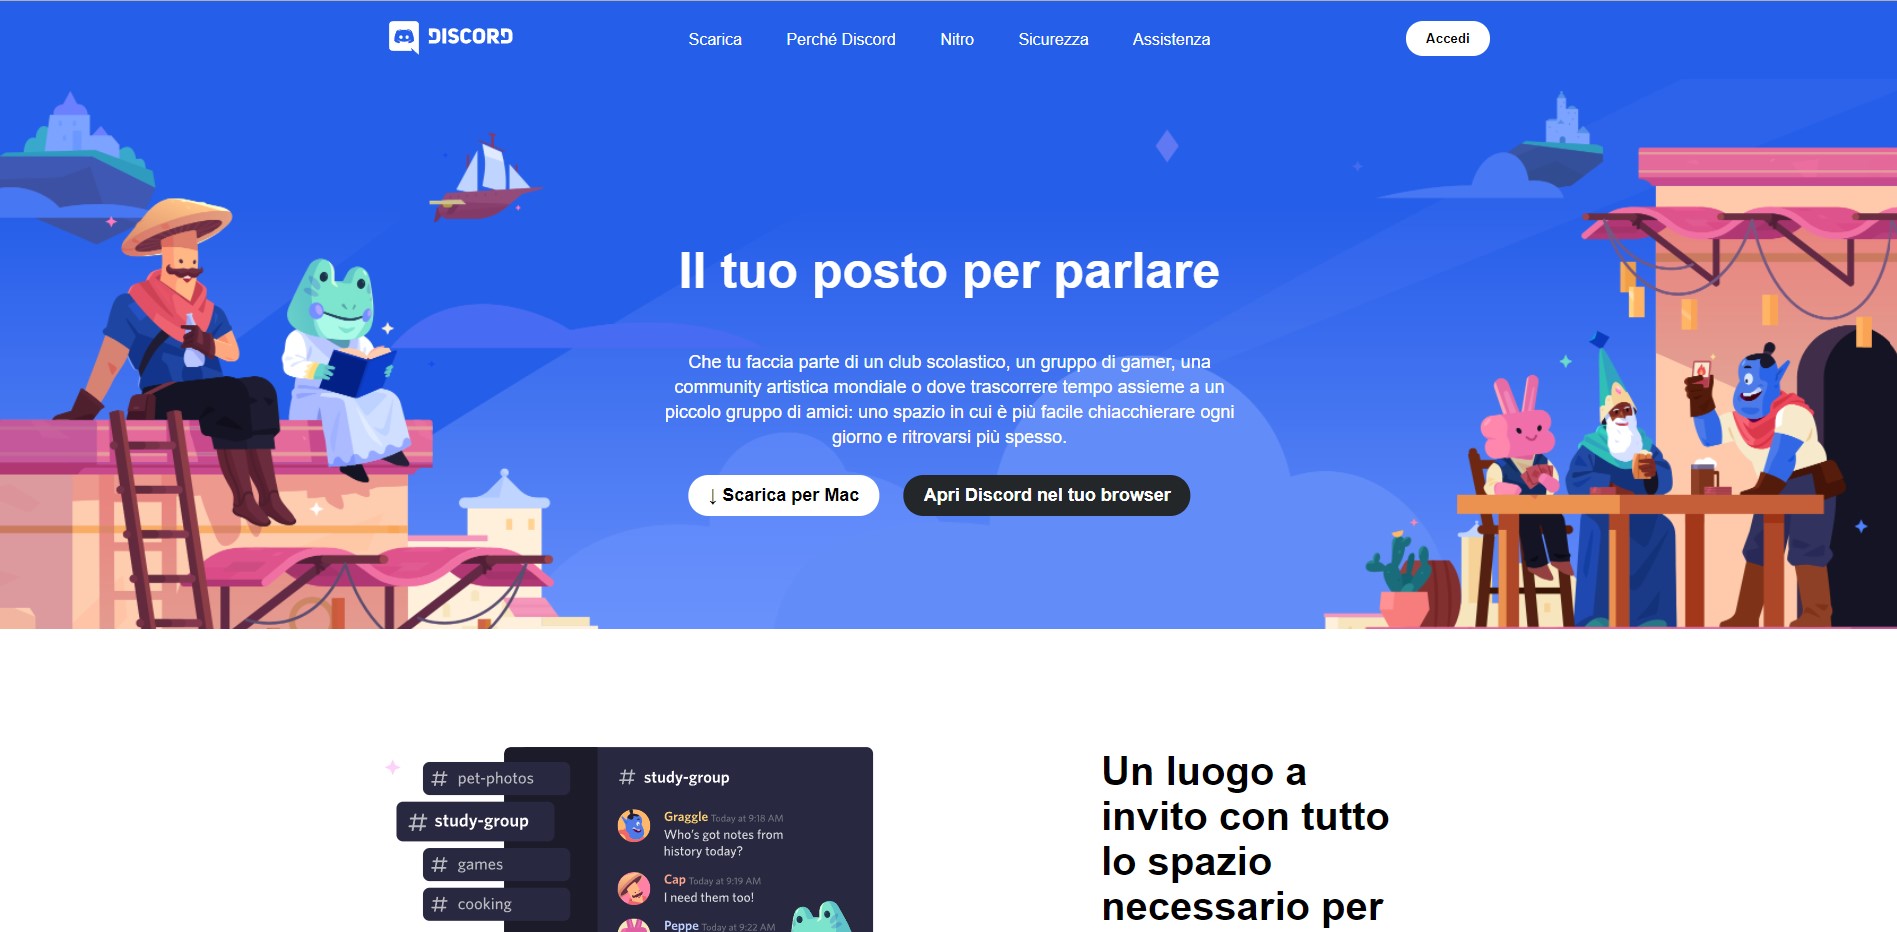 DISCORD
Scarica
Perché Discord
Nitro
Sicurezza
Assistenza
Accedi
Il tuo posto per parlare
Che tu faccia parte di un club scolastico, un gruppo di gamer, una
community artistica mondiale o dove trascorrere tempo assieme a un
piccolo gruppo di amici: uno spazio in cui è più facile chiacchierare ogni
giorno e ritrovarsi più spesso.
↓ Scarica per Mac
Apri Discord nel tuo browser
# pet-photos
# study-group
# games
# cooking
# study-group
Graggle Today at 9:18 AM
Who's got notes from
history today?
Cap Today at 9:19 AM
I need them too!
Peppe Today at 9:22 AM
Un luogo a
invito con tutto
lo spazio
necessario per